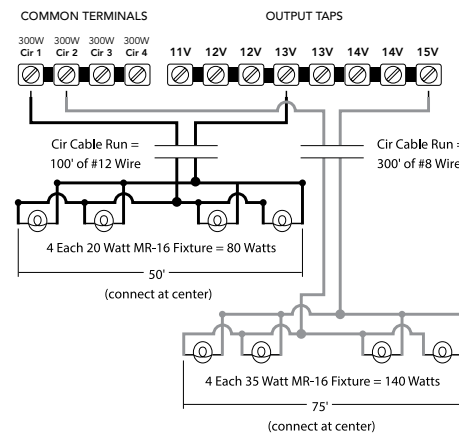 COMMON TERMINALS OUTPUT TAPS
300W 300W 300W 300W
Cir 1 Cir 2 Cir 3 Cir 4 11V 12V 12V 13V 13V 14V 14V 15V
Cir Cable Run =
100' of #12 Wire
Cir Cable Run =
300' of #8 Wire
4 Each 20 Watt MR-16 Fixture = 80 Watts
50'
(connect at center)
4 Each 35 Watt MR-16 Fixture = 140 Watts
75'
(connect at center)